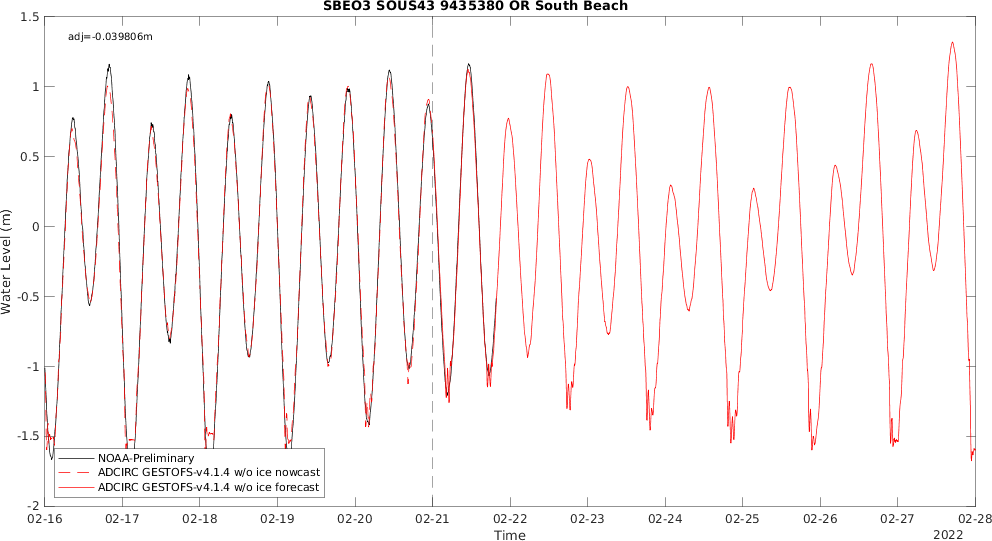 SBEO3 SOUS43 9435380 OR South Beach
adj=-0.039806m
1.5
1
0.5
0
-0.5
-1
-1.5
-2
Water Level (m)
NOAA-Preliminary
ADCIRC GESTOFS-v4.1.4 w/o ice nowcast
ADCIRC GESTOFS-v4.1.4 w/o ice forecast
02-16 02-17 02-18 02-19 02-20 02-21 02-22 02-23 02-24 02-25 02-26 02-27 02-28
Time
2022